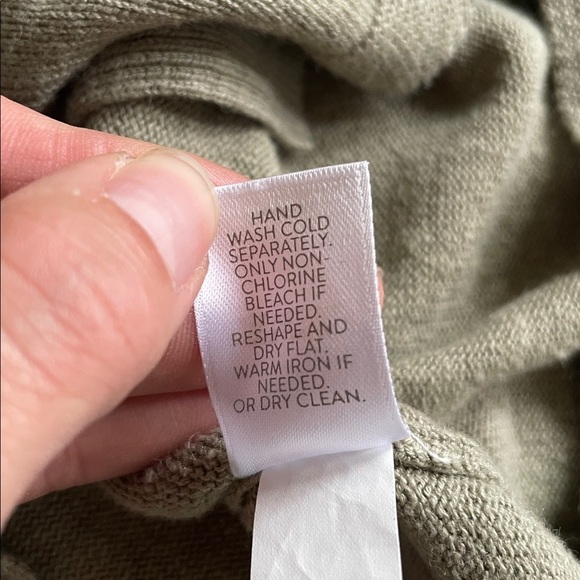 HAND
WASH COLD
SEPARATELY.
ONLY NON-
CHLORINE
BLEACH IF
NEEDED.
RESHAPE AND
DRY FLAT.
WARM IRON IF
NEEDED.
OR DRY CLEAN.